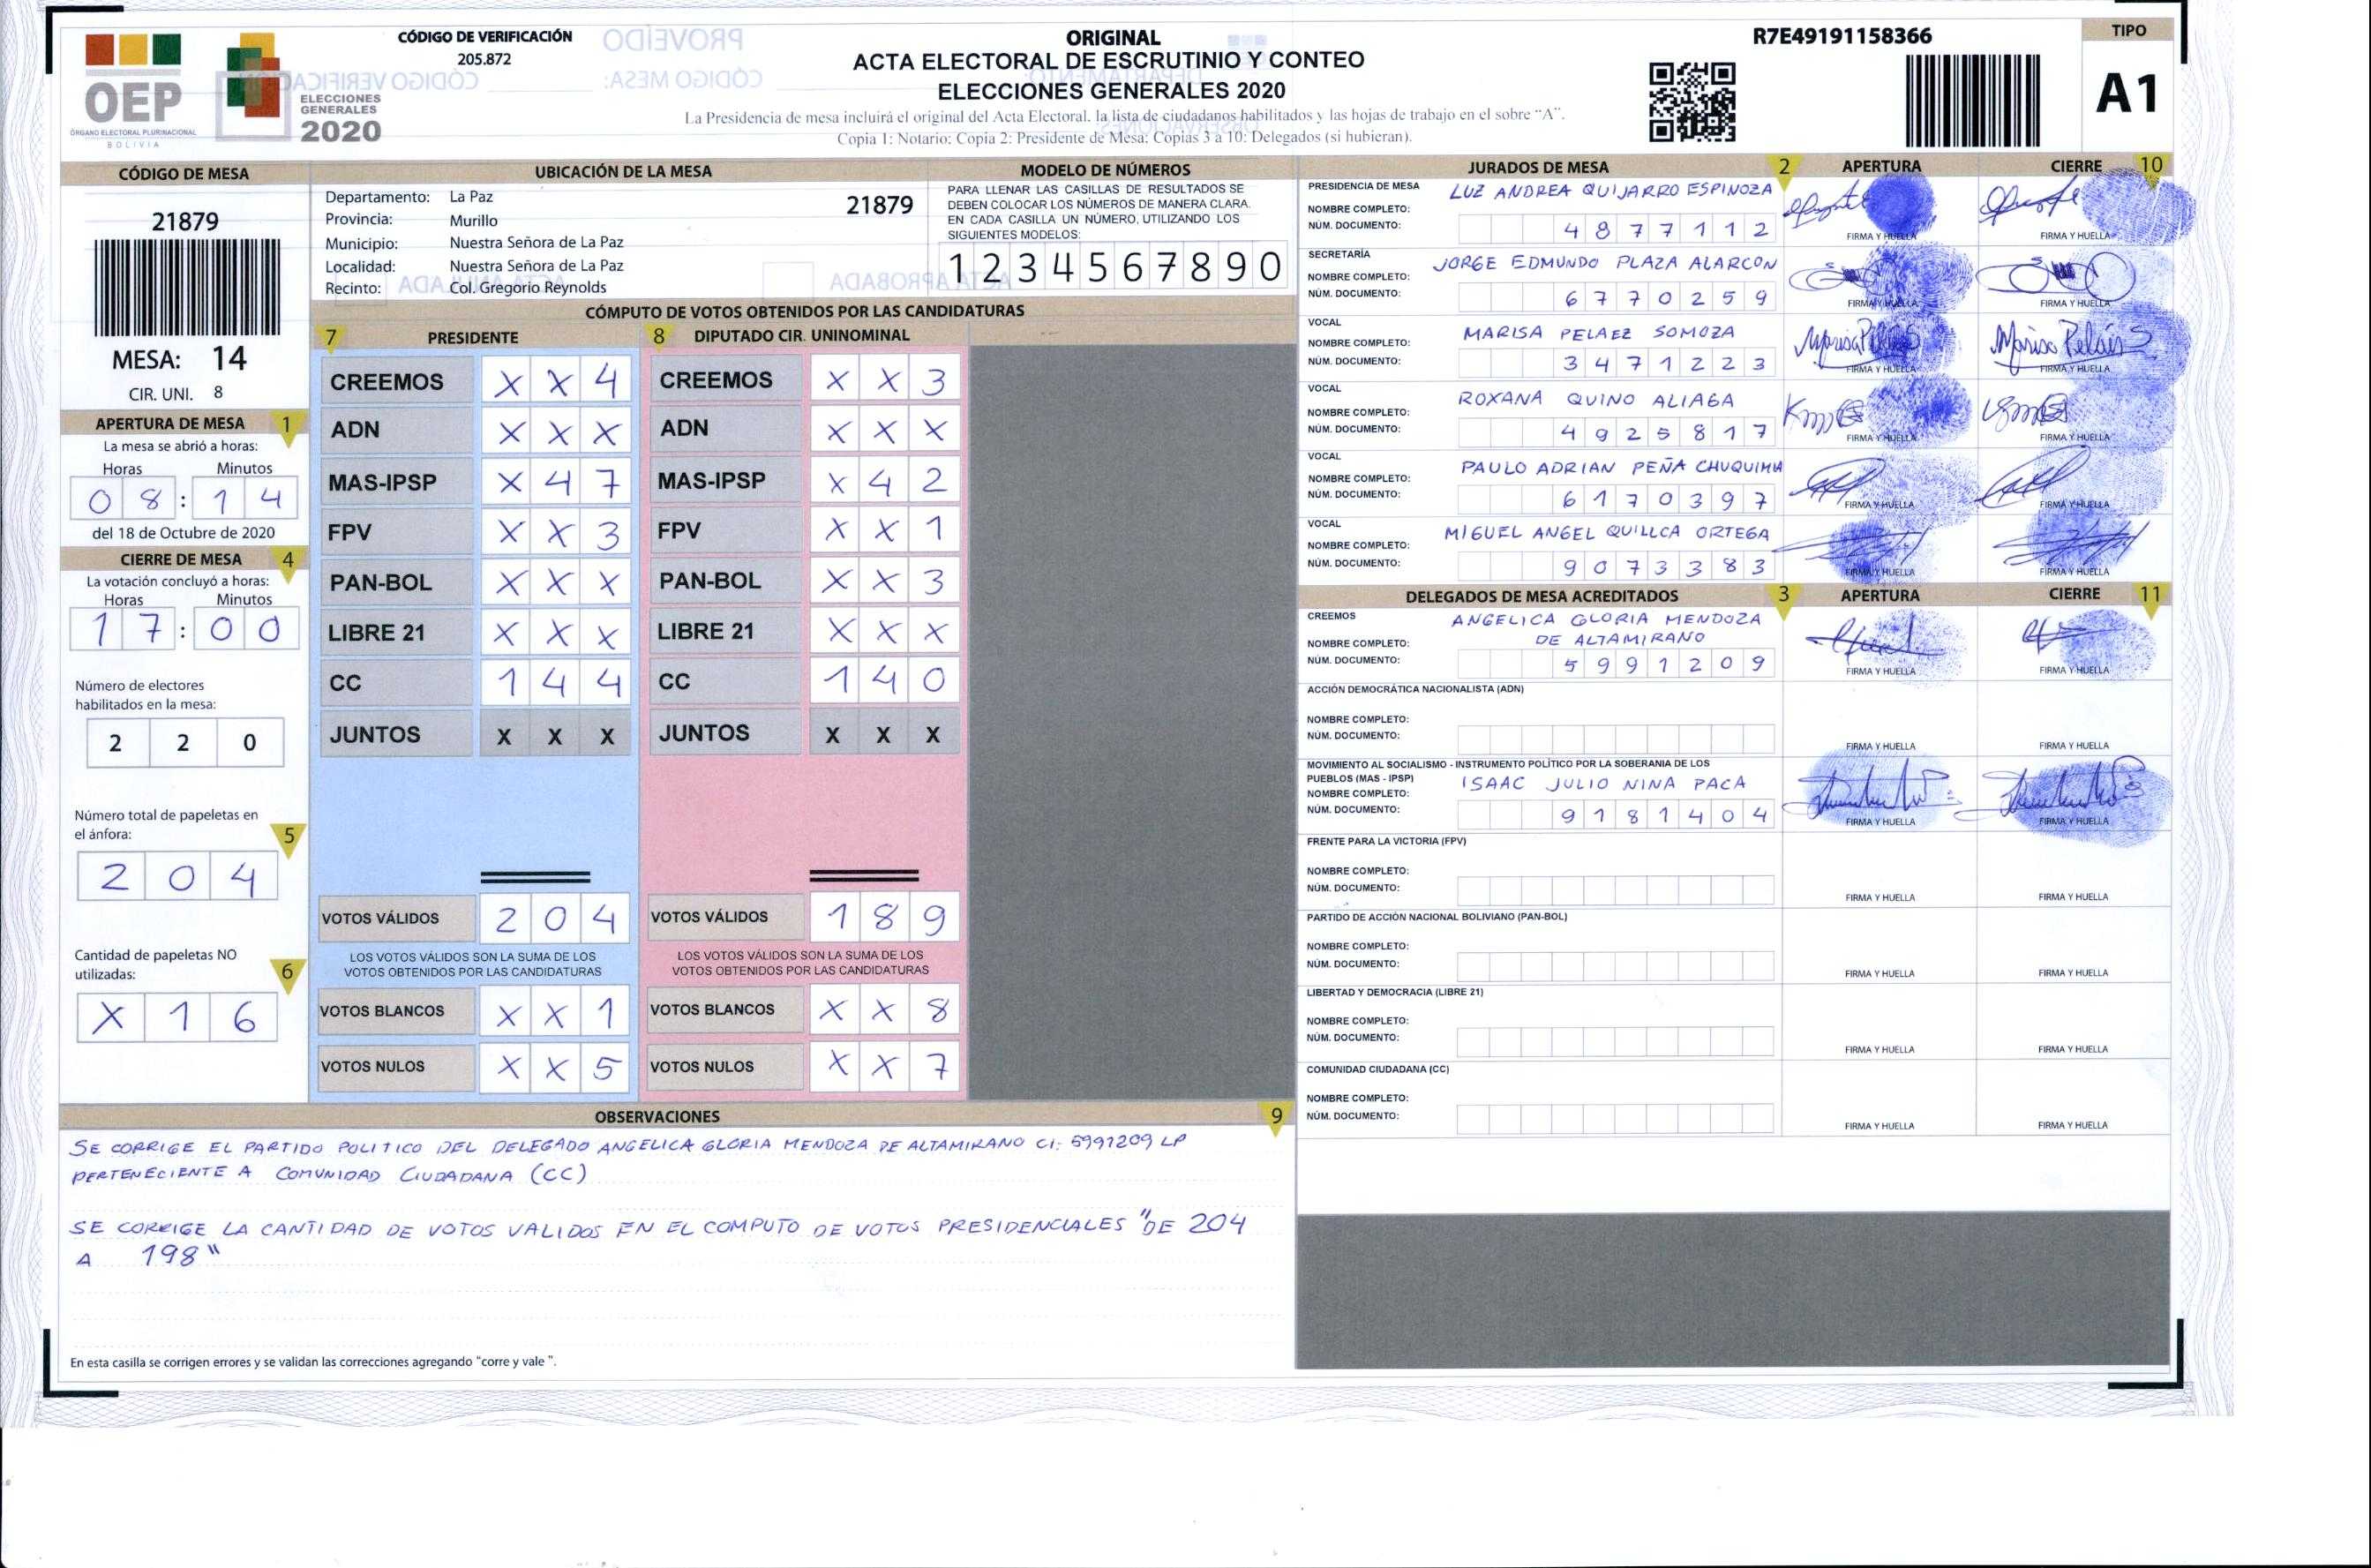 CÓDIGO DE VERIFICACIÓN
205.872
OEP
ÓRGANO ELECTORAL PLURINACIONAL
BOLIVIA
ELECCIONES
GENERALES
2020
ORIGINAL
ACTA ELECTORAL DE ESCRUTINIO Y CONTEO
ELECCIONES GENERALES 2020
La Presidencia de mesa incluirá el original del Acta Electoral. la lista de ciudadanos habilitados y las hojas de trabajo en el sobre "A".
Copia 1: Notario: Copia 2: Presidente de Mesa: Copias 3 a 10: Delegados (si hubieran).
R7E49191158366
TIPO
A1
CÓDIGO DE MESA
21879
MESA: 14
CIR. UNI. 8
APERTURA DE MESA 1
La mesa se abrió a horas:
Horas Minutos
0 8 : 1 4
del 18 de Octubre de 2020
CIERRE DE MESA 4
La votación concluyó a horas:
Horas Minutos
1 7 : 0 0
Número de electores
habilitados en la mesa:
2 2 0
Número total de papeletas en
el ánfora: 5
2 0 4
Cantidad de papeletas NO
utilizadas: 6
X 1 6
UBICACIÓN DE LA MESA
Departamento: La Paz 21879
Provincia: Murillo
Municipio: Nuestra Señora de La Paz
Localidad: Nuestra Señora de La Paz
Recinto: Col. Gregorio Reynolds
MODELO DE NÚMEROS
PARA LLENAR LAS CASILLAS DE RESULTADOS SE
DEBEN COLOCAR LOS NÚMEROS DE MANERA CLARA.
EN CADA CASILLA UN NÚMERO, UTILIZANDO LOS
SIGUIENTES MODELOS:
1 2 3 4 5 6 7 8 9 0
CÓMPUTO DE VOTOS OBTENIDOS POR LAS CANDIDATURAS
7 PRESIDENTE 8 DIPUTADO CIR. UNINOMINAL
CREEMOS X X 4 CREEMOS X X 3
ADN X X X ADN X X X
MAS-IPSP X 4 7 MAS-IPSP X 4 2
FPV X X 3 FPV X X 1
PAN-BOL X X X PAN-BOL X X 3
LIBRE 21 X X X LIBRE 21 X X X
CC 1 4 4 CC 1 4 0
JUNTOS X X X JUNTOS X X X
VOTOS VÁLIDOS 2 0 4 VOTOS VÁLIDOS 1 8 9
LOS VOTOS VÁLIDOS SON LA SUMA DE LOS LOS VOTOS VÁLIDOS SON LA SUMA DE LOS
VOTOS OBTENIDOS POR LAS CANDIDATURAS VOTOS OBTENIDOS POR LAS CANDIDATURAS
VOTOS BLANCOS X X 1 VOTOS BLANCOS X X 8
VOTOS NULOS X X 5 VOTOS NULOS X X 7
OBSERVACIONES 9
SE CORRIGE EL PARTIDO POLITICO DEL DELEGADO ANGELICA GLORIA MENDOZA DE ALTAMIRANO CI: 5991209 LP
PERTENECIENTE A COMUNIDAD CIUDADANA (CC)
SE CORRIGE LA CANTIDAD DE VOTOS VALIDOS EN EL COMPUTO DE VOTOS PRESIDENCIALES "DE 204
A 198"
En esta casilla se corrigen errores y se validan las correcciones agregando "corre y vale ".
JURADOS DE MESA 2 APERTURA CIERRE 10
PRESIDENCIA DE MESA LUZ ANDREA QUIJARRO ESPINOZA
NOMBRE COMPLETO:
NÚM. DOCUMENTO: 4 8 7 7 1 1 2 FIRMA Y HUELLA FIRMA Y HUELLA
SECRETARÍA JORGE EDMUNDO PLAZA ALARCON
NOMBRE COMPLETO:
NÚM. DOCUMENTO: 6 7 7 0 2 5 9 FIRMA Y HUELLA FIRMA Y HUELLA
VOCAL MARISA PELAEZ SOMOZA
NOMBRE COMPLETO: Marisa Peláis
NÚM. DOCUMENTO: 3 4 7 1 2 2 3 FIRMA Y HUELLA FIRMA Y HUELLA
VOCAL ROXANA QUINO ALIAGA
NOMBRE COMPLETO:
NÚM. DOCUMENTO: 4 9 2 5 8 1 7 FIRMA Y HUELLA FIRMA Y HUELLA
VOCAL PAULO ADRIAN PEÑA CHUQUIMIA
NOMBRE COMPLETO:
NÚM. DOCUMENTO: 6 1 7 0 3 9 7 FIRMA Y HUELLA FIRMA Y HUELLA
VOCAL MIGUEL ANGEL QUILLCA ORTEGA
NOMBRE COMPLETO:
NÚM. DOCUMENTO: 9 0 7 3 3 8 3 FIRMA Y HUELLA FIRMA Y HUELLA
DELEGADOS DE MESA ACREDITADOS 3 APERTURA CIERRE 11
CREEMOS ANGELICA GLORIA MENDOZA
NOMBRE COMPLETO: DE ALTAMIRANO
NÚM. DOCUMENTO: 5 9 9 1 2 0 9 FIRMA Y HUELLA FIRMA Y HUELLA
ACCIÓN DEMOCRÁTICA NACIONALISTA (ADN)
NOMBRE COMPLETO:
NÚM. DOCUMENTO: FIRMA Y HUELLA FIRMA Y HUELLA
MOVIMIENTO AL SOCIALISMO - INSTRUMENTO POLÍTICO POR LA SOBERANIA DE LOS
PUEBLOS (MAS - IPSP) ISAAC JULIO NINA PACA
NOMBRE COMPLETO:
NÚM. DOCUMENTO: 9 1 8 1 4 0 4 FIRMA Y HUELLA FIRMA Y HUELLA
FRENTE PARA LA VICTORIA (FPV)
NOMBRE COMPLETO:
NÚM. DOCUMENTO: FIRMA Y HUELLA FIRMA Y HUELLA
PARTIDO DE ACCIÓN NACIONAL BOLIVIANO (PAN-BOL)
NOMBRE COMPLETO:
NÚM. DOCUMENTO: FIRMA Y HUELLA FIRMA Y HUELLA
LIBERTAD Y DEMOCRACIA (LIBRE 21)
NOMBRE COMPLETO:
NÚM. DOCUMENTO: FIRMA Y HUELLA FIRMA Y HUELLA
COMUNIDAD CIUDADANA (CC)
NOMBRE COMPLETO:
NÚM. DOCUMENTO: FIRMA Y HUELLA FIRMA Y HUELLA